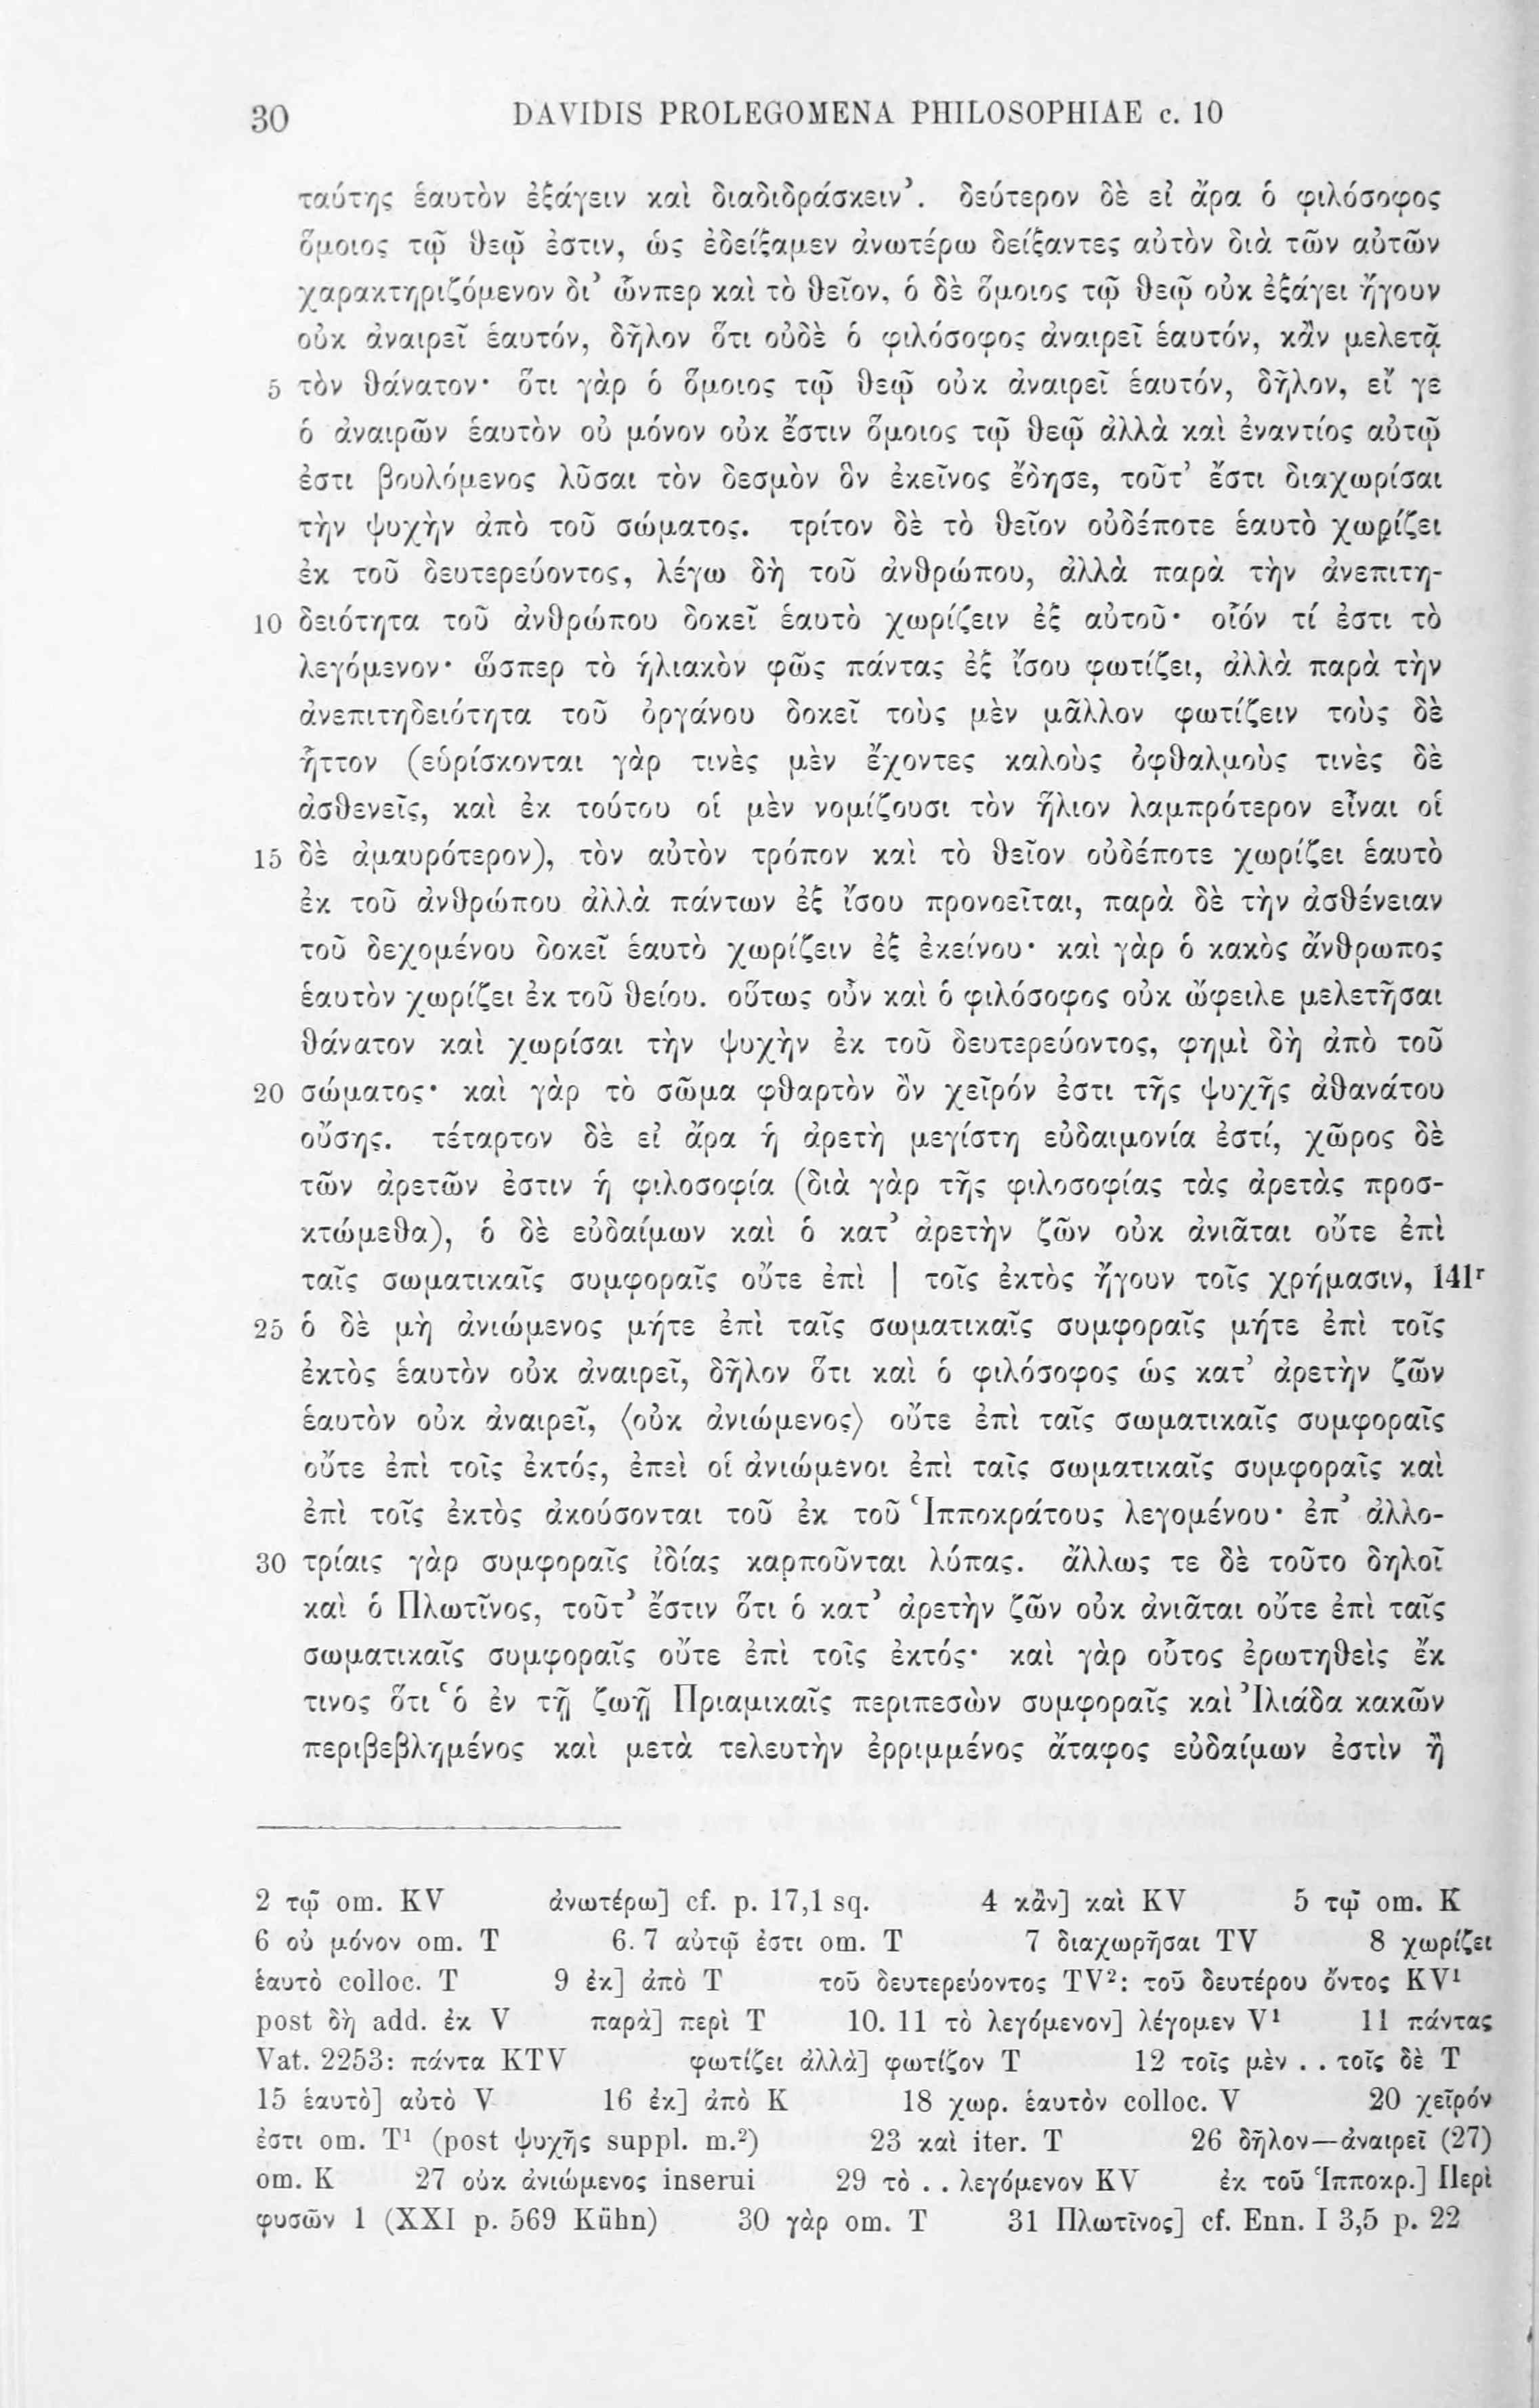 30 DAVIDIS PROLEGOMENA PHILOSOPHIAE c. 10
ταύτης ἑαυτὸν ἐξάγειν καὶ διαδιδράσκειν’. δεύτερον δὲ εἰ ἄρα ὁ φιλόσοφος
ὅμοιος τῷ θεῷ ἐστιν, ὡς ἐδείξαμεν ἀνωτέρω δείξαντες αὐτὸν διὰ τῶν αὐτῶν
χαρακτηριζόμενον δι’ ὧνπερ καὶ τὸ θεῖον, ὁ δὲ ὅμοιος τῷ θεῷ οὐκ ἐξάγει ἤγουν
οὐκ ἀναιρεῖ ἑαυτόν, δῆλον ὅτι οὐδὲ ὁ φιλόσοφος ἀναιρεῖ ἑαυτόν, κἂν μελετᾷ
5 τὸν θάνατον· ὅτι γὰρ ὁ ὅμοιος τῷ θεῷ οὐκ ἀναιρεῖ ἑαυτόν, δῆλον, εἴ γε
ὁ ἀναιρῶν ἑαυτὸν οὐ μόνον οὐκ ἔστιν ὅμοιος τῷ θεῷ ἀλλὰ καὶ ἐναντίος αὐτῷ
ἐστι βουλόμενος λῦσαι τὸν δεσμὸν ὃν ἐκεῖνος ἔδησε, τοῦτ’ ἔστι διαχωρίσαι
τὴν ψυχὴν ἀπὸ τοῦ σώματος. τρίτον δὲ τὸ θεῖον οὐδέποτε ἑαυτὸ χωρίζει
ἐκ τοῦ δευτερεύοντος, λέγω δὴ τοῦ ἀνθρώπου, ἀλλὰ παρὰ τὴν ἀνεπιτη-
10 δειότητα τοῦ ἀνθρώπου δοκεῖ ἑαυτὸ χωρίζειν ἐξ αὐτοῦ· οἷόν τί ἐστι τὸ
λεγόμενον· ὥσπερ τὸ ἡλιακὸν φῶς πάντας ἐξ ἴσου φωτίζει, ἀλλὰ παρὰ τὴν
ἀνεπιτηδειότητα τοῦ ὀργάνου δοκεῖ τοὺς μὲν μᾶλλον φωτίζειν τοὺς δὲ
ἧττον (εὑρίσκονται γὰρ τινὲς μὲν ἔχοντες καλοὺς ὀφθαλμοὺς τινὲς δὲ
ἀσθενεῖς, καὶ ἐκ τούτου οἱ μὲν νομίζουσι τὸν ἥλιον λαμπρότερον εἶναι οἱ
15 δὲ ἀμαυρότερον), τὸν αὐτὸν τρόπον καὶ τὸ θεῖον οὐδέποτε χωρίζει ἑαυτὸ
ἐκ τοῦ ἀνθρώπου ἀλλὰ πάντων ἐξ ἴσου προνοεῖται, παρὰ δὲ τὴν ἀσθένειαν
τοῦ δεχομένου δοκεῖ ἑαυτὸ χωρίζειν ἐξ ἐκείνου· καὶ γὰρ ὁ κακὸς ἄνθρωπος
ἑαυτὸν χωρίζει ἐκ τοῦ θείου. οὕτως οὖν καὶ ὁ φιλόσοφος οὐκ ὤφειλε μελετῆσαι
θάνατον καὶ χωρίσαι τὴν ψυχὴν ἐκ τοῦ δευτερεύοντος, φημὶ δὴ ἀπὸ τοῦ
20 σώματος· καὶ γὰρ τὸ σῶμα φθαρτὸν ὂν χεῖρόν ἐστι τῆς ψυχῆς ἀθανάτου
οὔσης. τέταρτον δὲ εἰ ἄρα ἡ ἀρετὴ μεγίστη εὐδαιμονία ἐστί, χῶρος δὲ
τῶν ἀρετῶν ἐστιν ἡ φιλοσοφία (διὰ γὰρ τῆς φιλοσοφίας τὰς ἀρετὰς προσ-
κτώμεθα), ὁ δὲ εὐδαίμων καὶ ὁ κατ’ ἀρετὴν ζῶν οὐκ ἀνιᾶται οὔτε ἐπὶ
ταῖς σωματικαῖς συμφοραῖς οὔτε ἐπὶ | τοῖς ἐκτὸς ἤγουν τοῖς χρήμασιν, 141ʳ
25 ὁ δὲ μὴ ἀνιώμενος μήτε ἐπὶ ταῖς σωματικαῖς συμφοραῖς μήτε ἐπὶ τοῖς
ἐκτὸς ἑαυτὸν οὐκ ἀναιρεῖ, δῆλον ὅτι καὶ ὁ φιλόσοφος ὡς κατ’ ἀρετὴν ζῶν
ἑαυτὸν οὐκ ἀναιρεῖ, ⟨οὐκ ἀνιώμενος⟩ οὔτε ἐπὶ ταῖς σωματικαῖς συμφοραῖς
οὔτε ἐπὶ τοῖς ἐκτός, ἐπεὶ οἱ ἀνιώμενοι ἐπὶ ταῖς σωματικαῖς συμφοραῖς καὶ
ἐπὶ τοῖς ἐκτὸς ἀκούσονται τοῦ ἐκ τοῦ Ἱπποκράτους λεγομένου· ἐπ’ ἀλλο-
30 τρίαις γὰρ συμφοραῖς ἰδίας καρποῦνται λύπας. ἄλλως τε δὲ τοῦτο δηλοῖ
καὶ ὁ Πλωτῖνος, τοῦτ’ ἔστιν ὅτι ὁ κατ’ ἀρετὴν ζῶν οὐκ ἀνιᾶται οὔτε ἐπὶ ταῖς
σωματικαῖς συμφοραῖς οὔτε ἐπὶ τοῖς ἐκτός· καὶ γὰρ οὗτος ἐρωτηθεὶς ἔκ
τινος ὅτι ‘ὁ ἐν τῇ ζωῇ Πριαμικαῖς περιπεσὼν συμφοραῖς καὶ Ἰλιάδα κακῶν
περιβεβλημένος καὶ μετὰ τελευτὴν ἐρριμμένος ἄταφος εὐδαίμων ἐστὶν ἢ
2 τῷ om. KV ἀνωτέρω] cf. p. 17,1 sq. 4 κἂν] καὶ KV 5 τῷ om. K
6 οὐ μόνον om. T 6. 7 αὐτῷ ἐστι om. T 7 διαχωρῆσαι TV 8 χωρίζει
ἑαυτὸ colloc. T 9 ἐκ] ἀπὸ T τοῦ δευτερεύοντος TV²: τοῦ δευτέρου ὄντος KV¹
post δὴ add. ἐκ V παρὰ] περὶ T 10. 11 τὸ λεγόμενον] λέγομεν V¹ 11 πάντας
Vat. 2253: πάντα KTV φωτίζει ἀλλὰ] φωτίζον T 12 τοῖς μὲν . . τοῖς δὲ T
15 ἑαυτὸ] αὐτὸ V 16 ἐκ] ἀπὸ K 18 χωρ. ἑαυτὸν colloc. V 20 χεῖρόν
ἐστι om. T¹ (post ψυχῆς suppl. m.²) 23 καὶ iter. T 26 δῆλον—ἀναιρεῖ (27)
om. K 27 οὐκ ἀνιώμενος inserui 29 τὸ . . λεγόμενον KV ἐκ τοῦ Ἱπποκρ.] Περὶ
φυσῶν 1 (XXI p. 569 Kühn) 30 γὰρ om. T 31 Πλωτῖνος] cf. Enn. I 3,5 p. 22